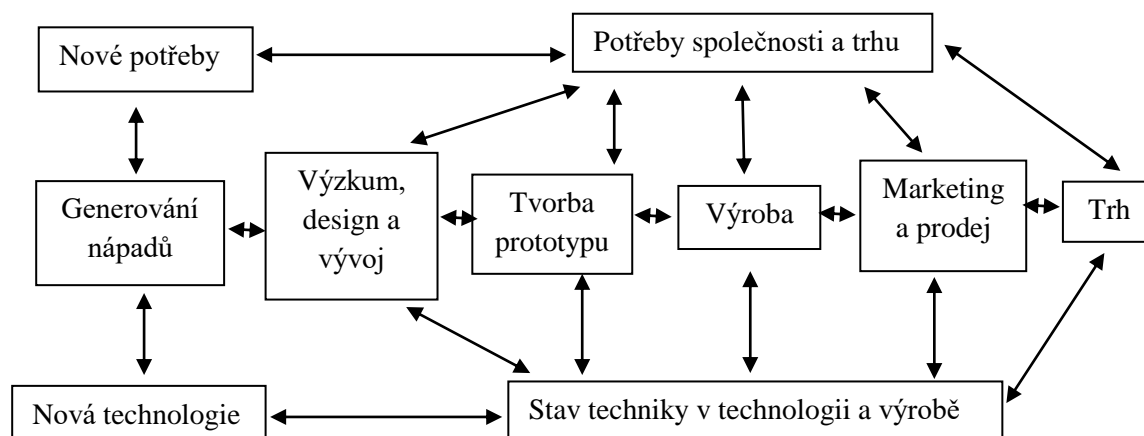 Nové potřeby
Potřeby společnosti a trhu
Generování
nápadů
Výzkum,
design a
vývoj
Tvorba
prototypu
Výroba
Marketing
a prodej
Trh
Nová technologie
Stav techniky v technologii a výrobě